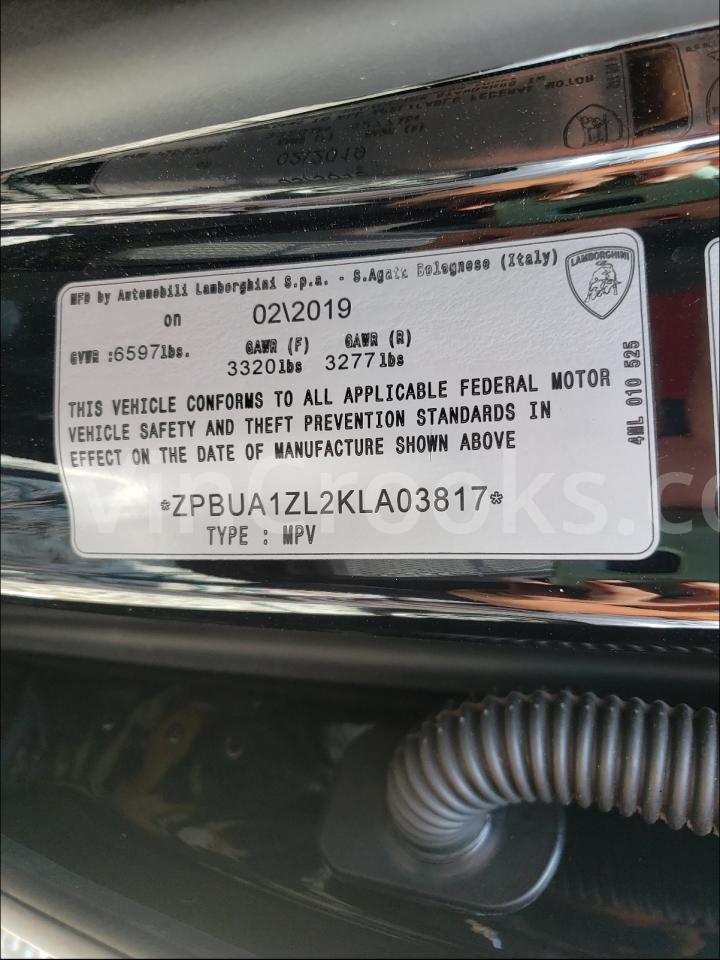 MFD by Automobili Lamborghini S.p.a. - S.Agata Bolognese (Italy)
LAMBORGHINI
on 02\2019
GVWR :6597lbs. GAWR (F) 3320lbs GAWR (R) 3277lbs
THIS VEHICLE CONFORMS TO ALL APPLICABLE FEDERAL MOTOR
VEHICLE SAFETY AND THEFT PREVENTION STANDARDS IN
EFFECT ON THE DATE OF MANUFACTURE SHOWN ABOVE
4ML 010 525
*ZPBUA1ZL2KLA03817*
TYPE : MPV
vinCrooks.co